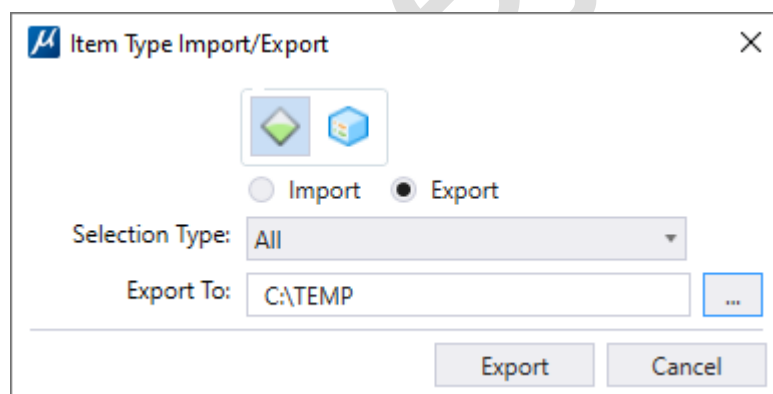 Item Type Import/Export
Import Export
Selection Type: All
Export To: C:\TEMP ...
Export Cancel